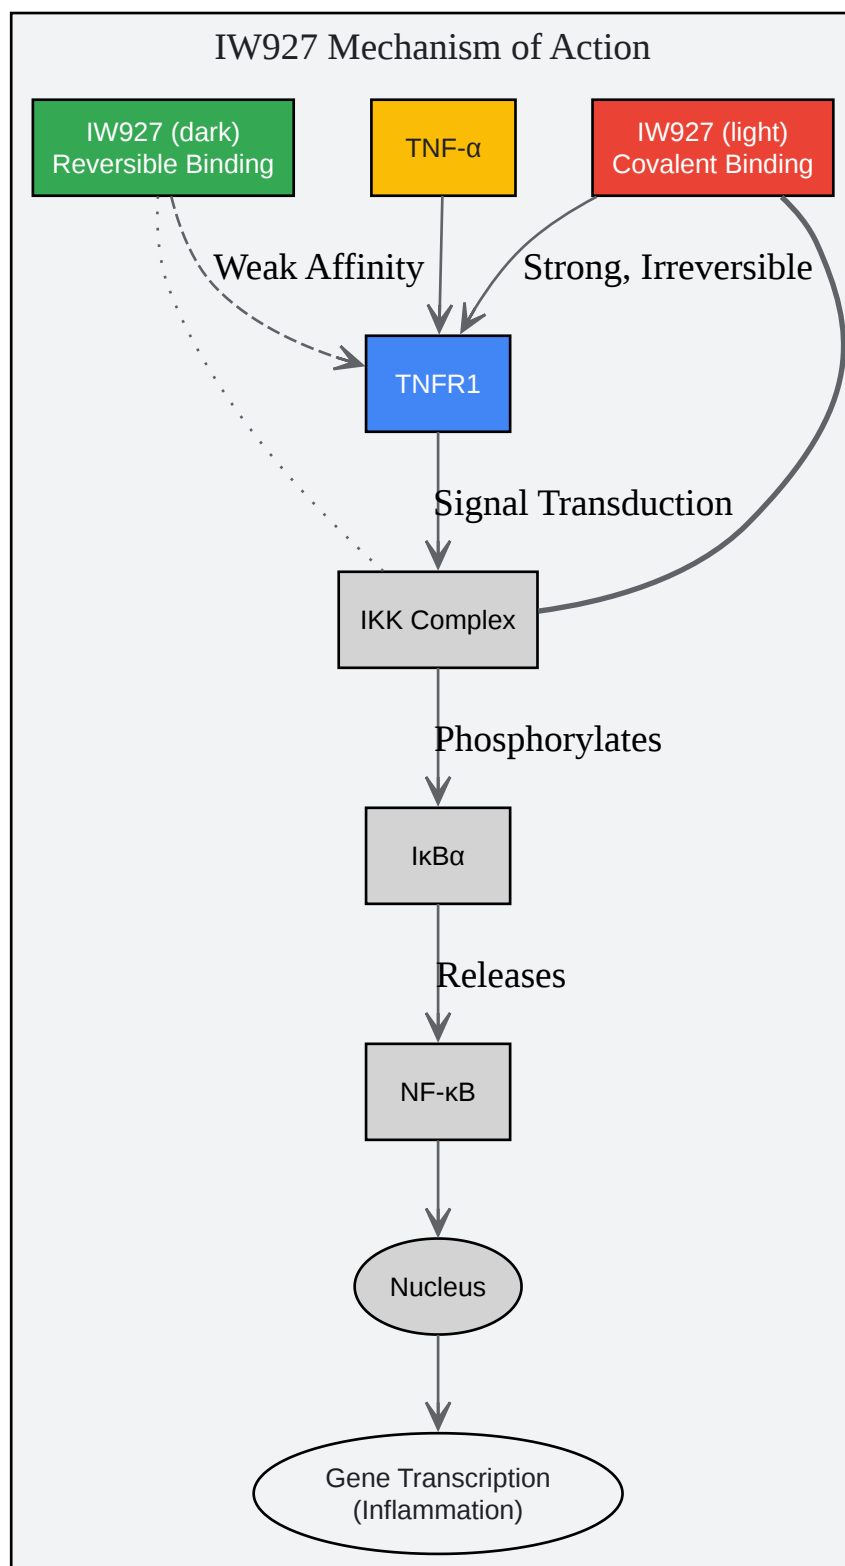 IW927 Mechanism of Action
IW927 (dark)
Reversible Binding
TNF-α
IW927 (light)
Covalent Binding
Weak Affinity
Strong, Irreversible
TNFR1
Signal Transduction
IKK Complex
Phosphorylates
IκBα
Releases
NF-κB
Nucleus
Gene Transcription
(Inflammation)